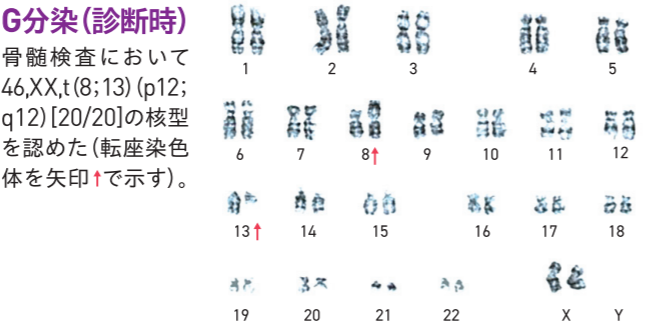 G分染（診断時）
骨髄検査において
46,XX,t(8;13)(p12;
q12)[20/20]の核型
を認めた（転座染色
体を矢印↑で示す）。
1 2 3 4 5
6 7 8↑ 9 10 11 12
13↑ 14 15 16 17 18
19 20 21 22 X Y